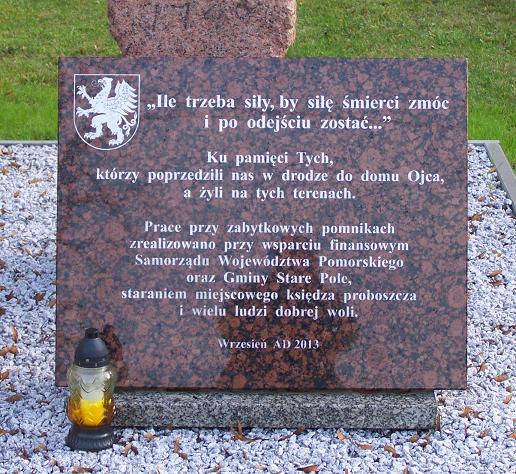 „Ile trzeba siły, by siłę śmierci zmóc
i po odejściu zostać...”
Ku pamięci Tych,
którzy poprzedzili nas w drodze do domu Ojca,
a żyli na tych terenach.
Prace przy zabytkowych pomnikach
zrealizowano przy wsparciu finansowym
Samorządu Województwa Pomorskiego
oraz Gminy Stare Pole,
staraniem miejscowego księdza proboszcza
i wielu ludzi dobrej woli.
Wrzesień AD 2013